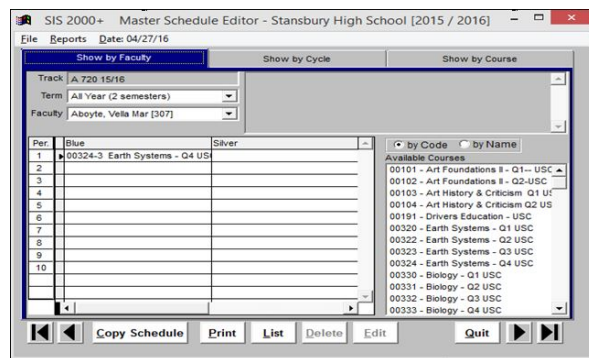 SIS 2000+ Master Schedule Editor - Stansbury High School [2015 / 2016]
File Reports Date: 04/27/16
Show by Faculty Show by Cycle Show by Course
Track A 720 15/16
Term All Year (2 semesters)
Faculty Aboyte, Vella Mar [307]
by Code by Name
Available Courses
Per. Blue Silver
1 00324-3 Earth Systems - Q4 USC
2
3
4
5
6
7
8
9
10
00101 - Art Foundations II - Q1-- USC
00102 - Art Foundations II - Q2-USC
00103 - Art History & Criticism Q1 US
00104 - Art History & Criticism Q2 US
00191 - Drivers Education - USC
00320 - Earth Systems - Q1 USC
00322 - Earth Systems - Q2 USC
00323 - Earth Systems - Q3 USC
00324 - Earth Systems - Q4 USC
00330 - Biology - Q1 USC
00331 - Biology - Q2 USC
00332 - Biology - Q3 USC
00333 - Biology - Q4 USC
Copy Schedule Print List Delete Edit Quit